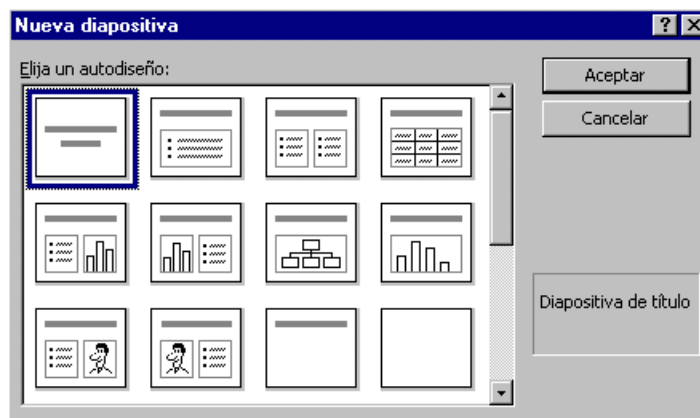 Nueva diapositiva
Elija un autodiseño:
Aceptar
Cancelar
Diapositiva de título